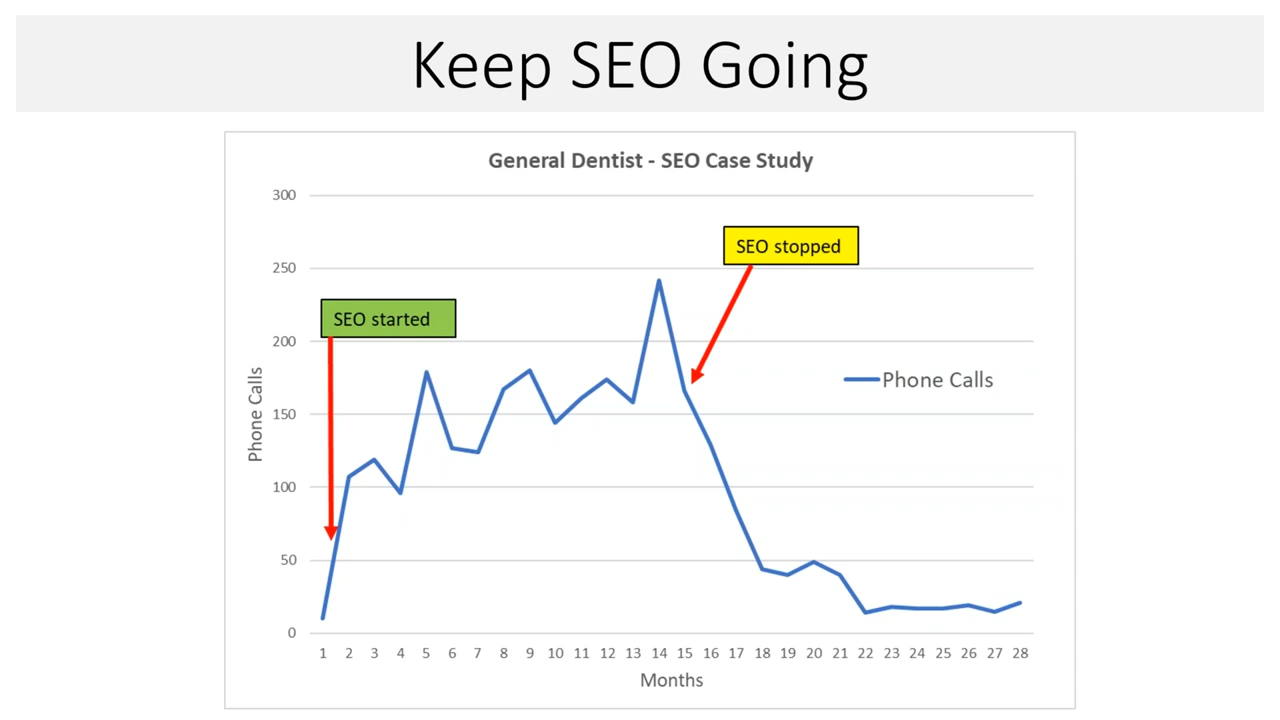 Keep SEO Going
General Dentist - SEO Case Study
300
250
200
150
100
50
0
Phone Calls
SEO started
SEO stopped
Phone Calls
1 2 3 4 5 6 7 8 9 10 11 12 13 14 15 16 17 18 19 20 21 22 23 24 25 26 27 28
Months